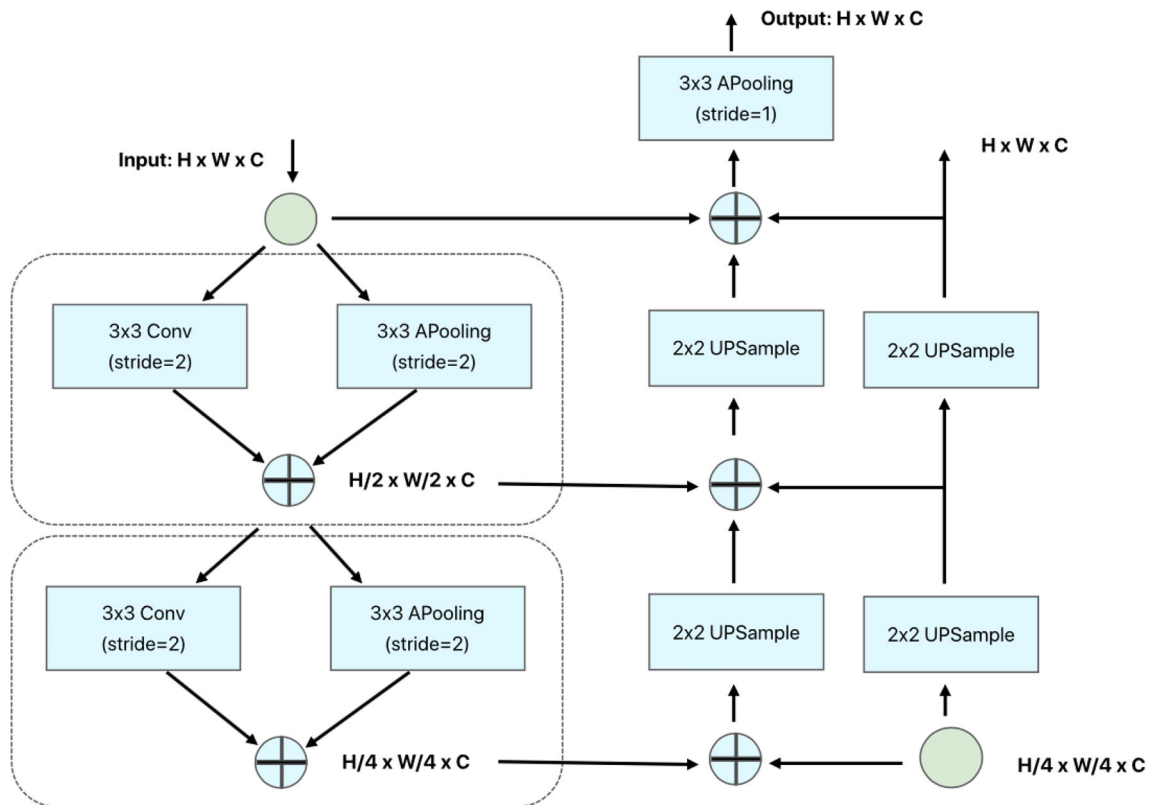 Output: H x W x C
3x3 APooling
(stride=1)
Input: H x W x C
H x W x C
3x3 Conv
(stride=2)
3x3 APooling
(stride=2)
2x2 UPSample
2x2 UPSample
H/2 x W/2 x C
3x3 Conv
(stride=2)
3x3 APooling
(stride=2)
2x2 UPSample
2x2 UPSample
H/4 x W/4 x C
H/4 x W/4 x C